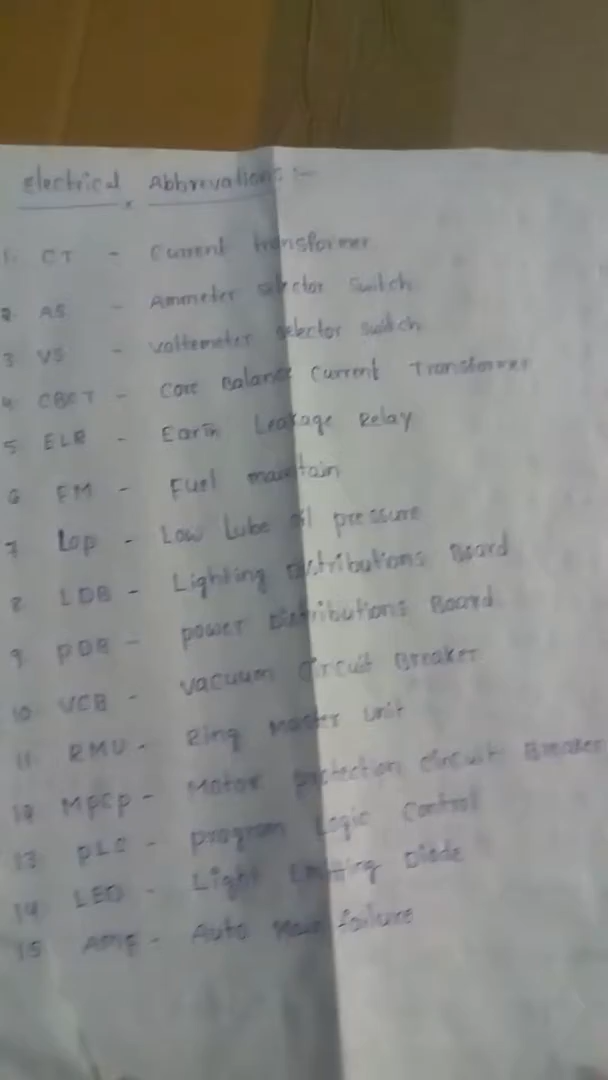 Electrical Abbrevations :-
1. CT - Current transformer
2 AS - Ammeter selector switch
3 VS - Voltemeter selector switch
4 CBCT - Core Balance Current Transformer
5 ELR - Earth Leakage Relay
6 FM - Fuel maintain
7 Lop - Low Lube oil pressure
8 LDB - Lighting Distributions Board
9 PDB - power Distributions Board
10 VCB - vacuum Circuit Breaker
11 RMU - Ring Master unit
12 Mpcp - Motor protection circuit Breaker
13 pLC - program Logic Control
14 LED - Light Emitting Diode
15 AMF - Auto Main failure